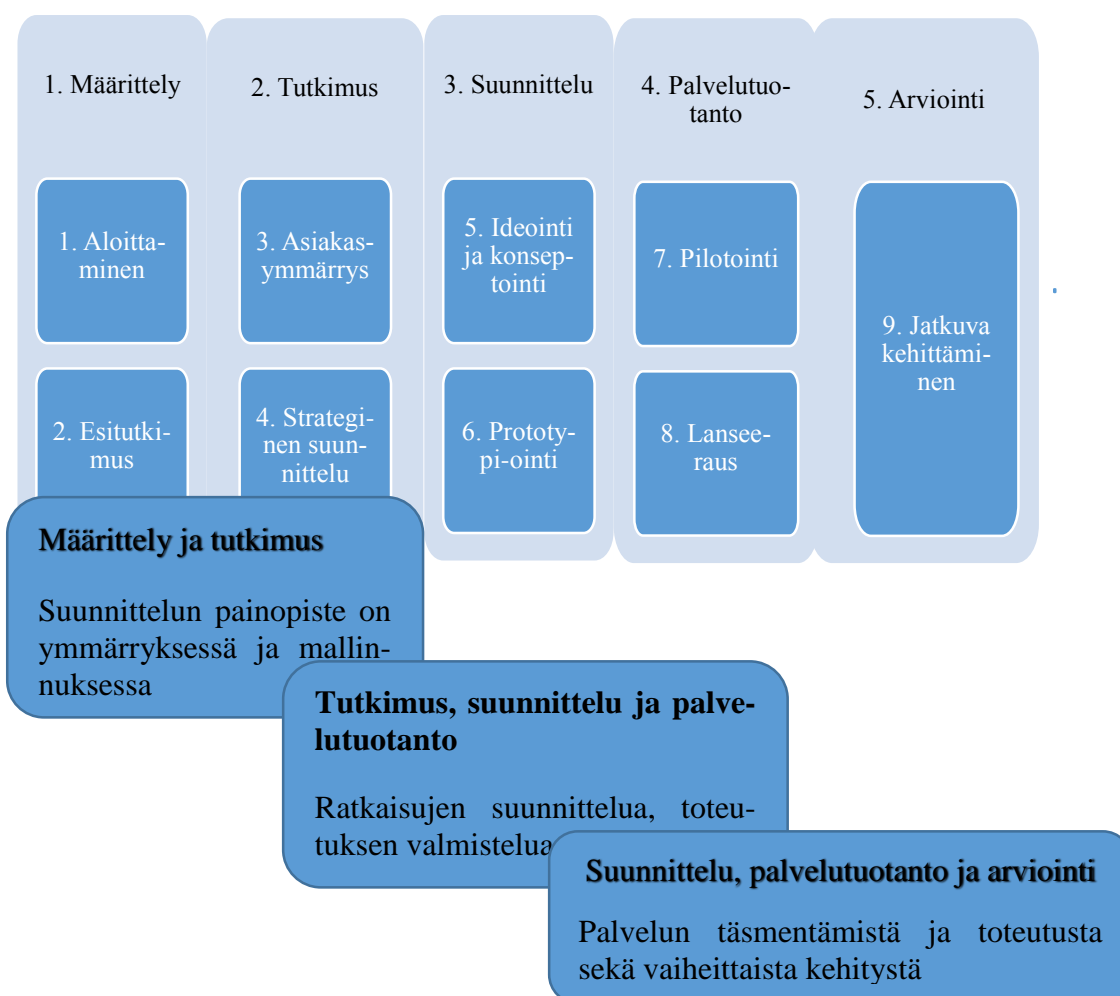 1. Määrittely
2. Tutkimus
3. Suunnittelu
4. Palvelutuo-
tanto
5. Arviointi
1. Aloitta-
minen
3. Asiakas-
ymmärrys
5. Ideointi
ja konsep-
tointi
7. Pilotointi
9. Jatkuva
kehittämi-
nen
2. Esitutki-
mus
4. Strategi-
nen suun-
nittelu
6. Prototy-
pi-ointi
8. Lansee-
raus
Määrittely ja tutkimus
Suunnittelun painopiste on
ymmärryksessä ja mallin-
nuksessa
Tutkimus, suunnittelu ja palve-
lutuotanto
Ratkaisujen suunnittelua, toteu-
tuksen valmistelua
Suunnittelu, palvelutuotanto ja arviointi
Palvelun täsmentämistä ja toteutusta
sekä vaiheittaista kehitystä